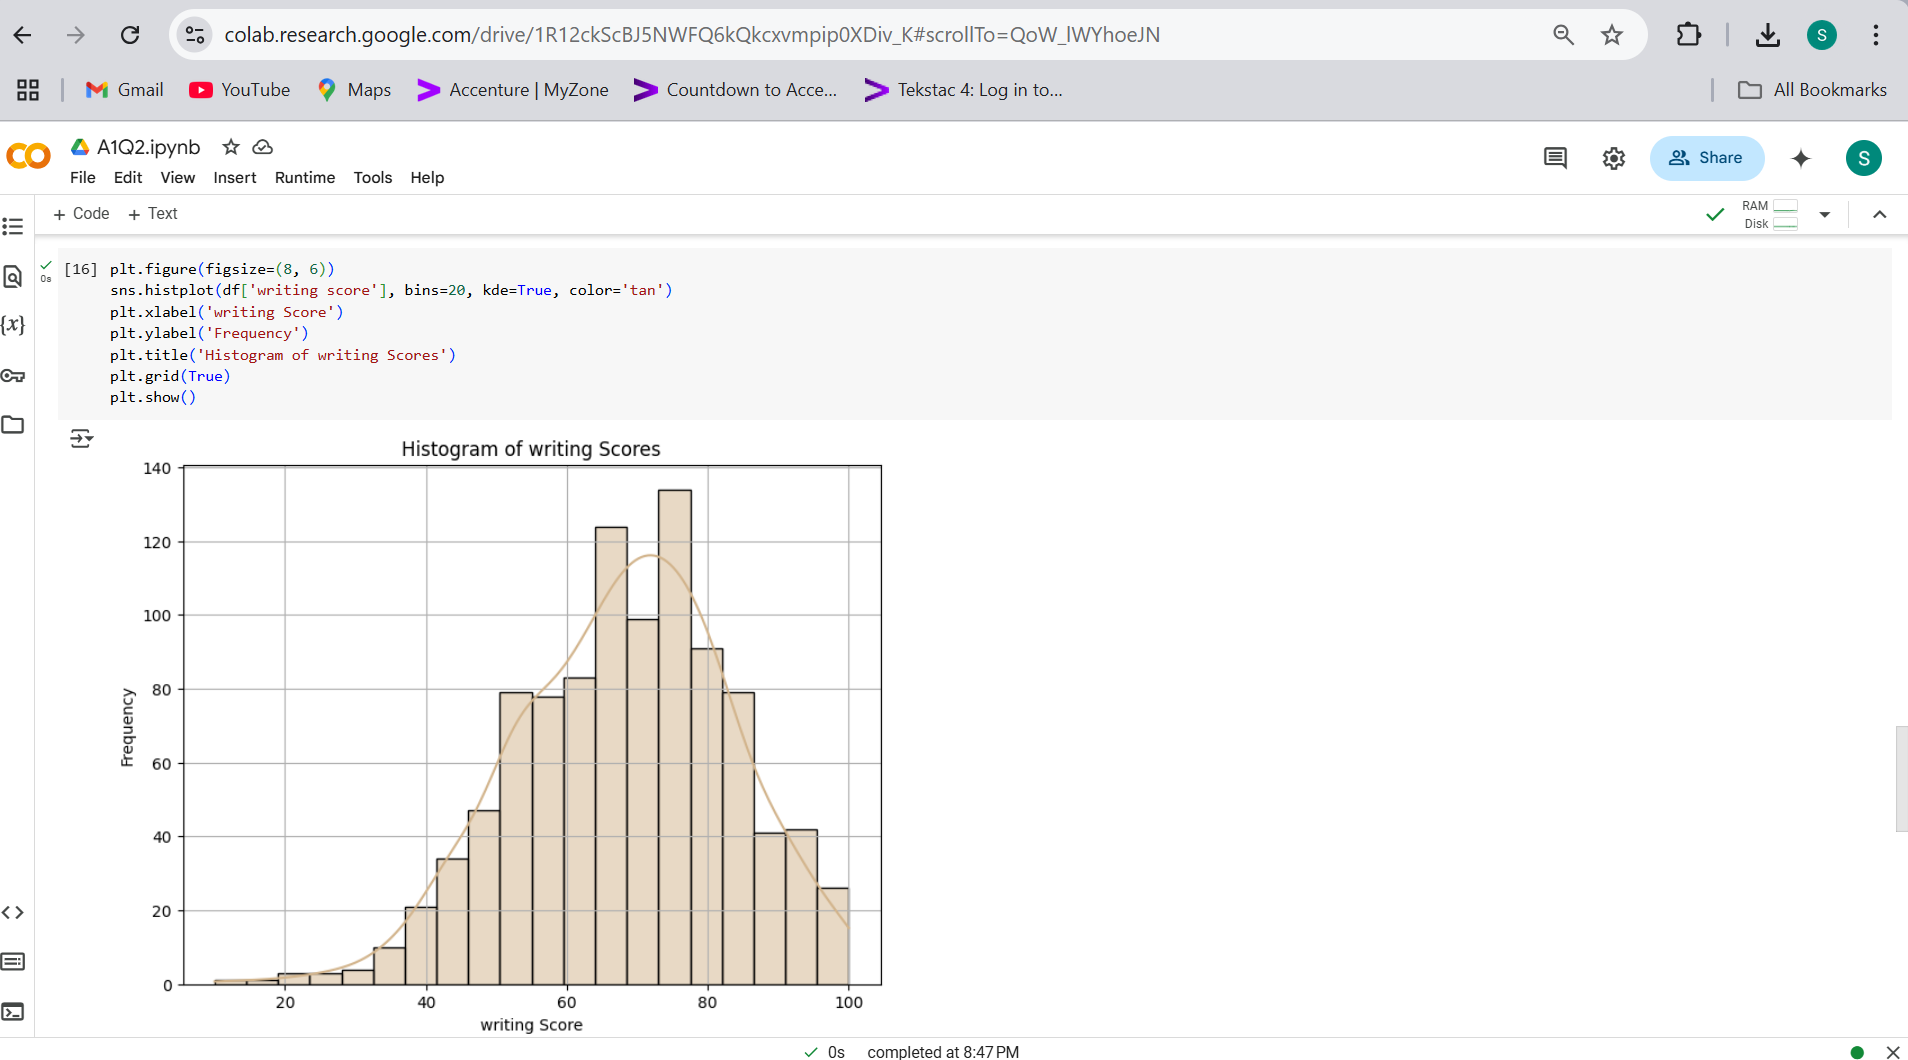 colab.research.google.com/drive/1R12ckScBJ5NWFQ6kQkcxvmpip0XDiv_K#scrollTo=QoW_lWYhoeJN
S
Gmail YouTube Maps Accenture | MyZone Countdown to Acce... Tekstac 4: Log in to... All Bookmarks
CO A1Q2.ipynb
File Edit View Insert Runtime Tools Help
Share
S
+ Code + Text
RAM
Disk
{x}
0s
[16] plt.figure(figsize=(8, 6))
sns.histplot(df['writing score'], bins=20, kde=True, color='tan')
plt.xlabel('writing Score')
plt.ylabel('Frequency')
plt.title('Histogram of writing Scores')
plt.grid(True)
plt.show()
Histogram of writing Scores
140
120
100
80
60
40
20
0
Frequency
20 40 60 80 100
writing Score
0s completed at 8:47 PM